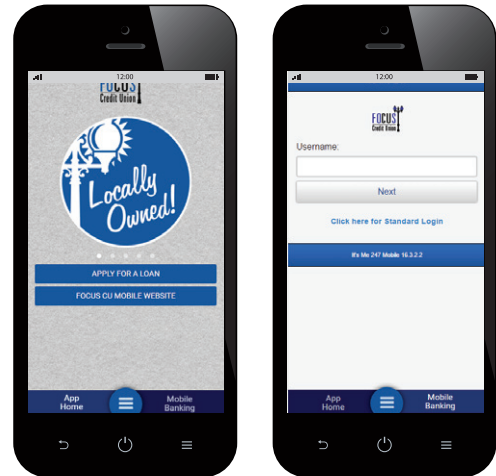 12:00
FOCUS
Credit Union
Locally
Owned!
APPLY FOR A LOAN
FOCUS CU MOBILE WEBSITE
App
Home
Mobile
Banking
12:00
FOCUS
Credit Union
Username:
Next
Click here for Standard Login
It's Me 247 Mobile 16.3.2.2
App
Home
Mobile
Banking